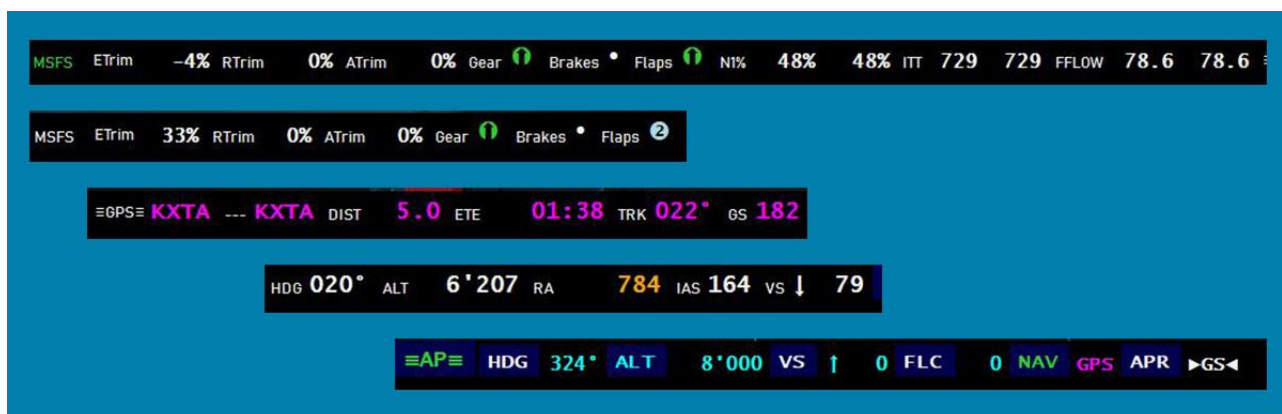 MSFS ETrim -4% RTrim 0% ATrim 0% Gear Brakes Flaps N1% 48% 48% ITT 729 729 FFLOW 78.6 78.6
MSFS ETrim 33% RTrim 0% ATrim 0% Gear Brakes Flaps 2
≡GPS≡ KXTA --- KXTA DIST 5.0 ETE 01:38 TRK 022° GS 182
HDG 020° ALT 6'207 RA 784 IAS 164 VS ↓ 79
≡AP≡ HDG 324° ALT 8'000 VS ↑ 0 FLC 0 NAV GPS APR ►GS◄